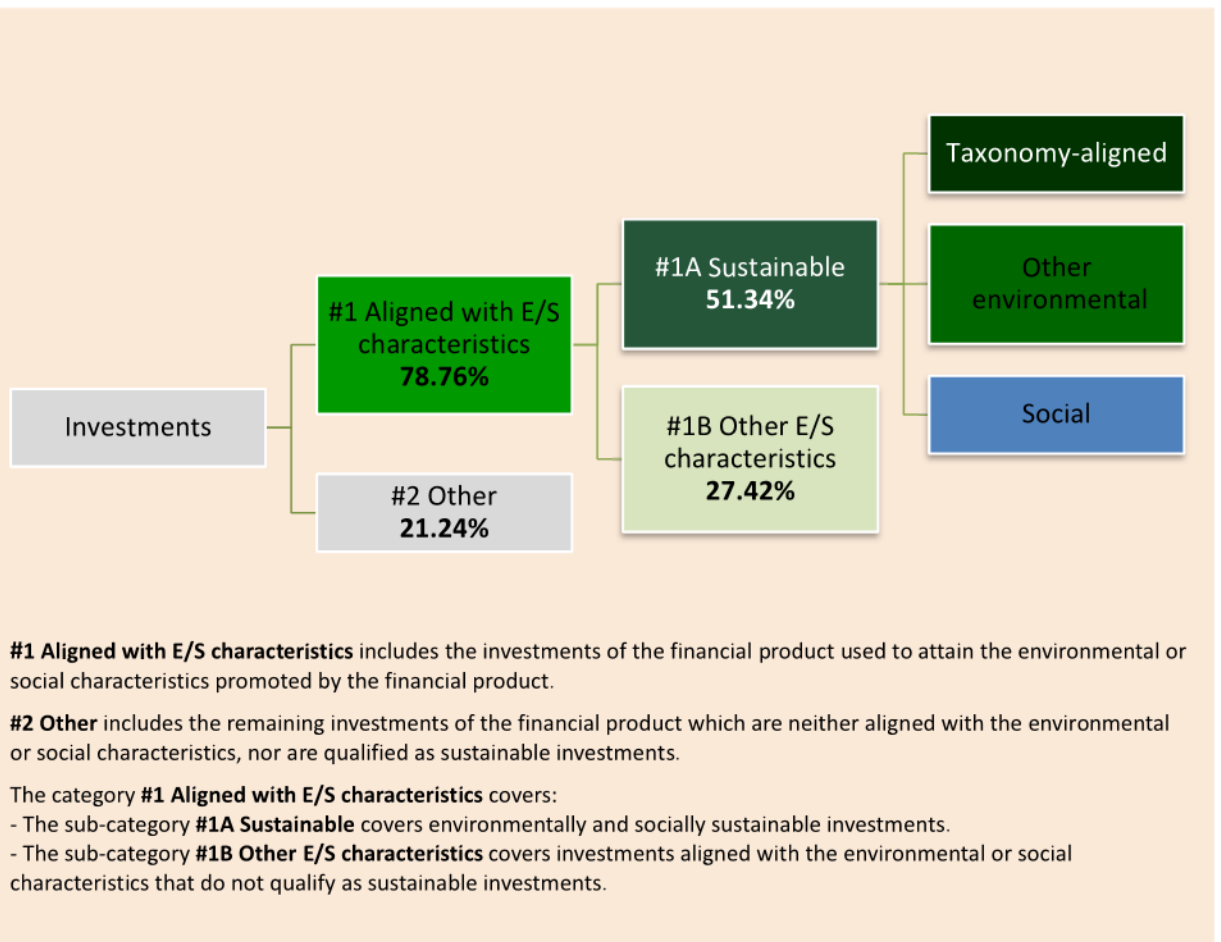 Taxonomy-aligned
#1A Sustainable
51.34%
Other
environmental
#1 Aligned with E/S
characteristics
78.76%
Social
Investments
#1B Other E/S
characteristics
27.42%
#2 Other
21.24%
#1 Aligned with E/S characteristics includes the investments of the financial product used to attain the environmental or
social characteristics promoted by the financial product.
#2 Other includes the remaining investments of the financial product which are neither aligned with the environmental
or social characteristics, nor are qualified as sustainable investments.
The category #1 Aligned with E/S characteristics covers:
- The sub-category #1A Sustainable covers environmentally and socially sustainable investments.
- The sub-category #1B Other E/S characteristics covers investments aligned with the environmental or social
characteristics that do not qualify as sustainable investments.